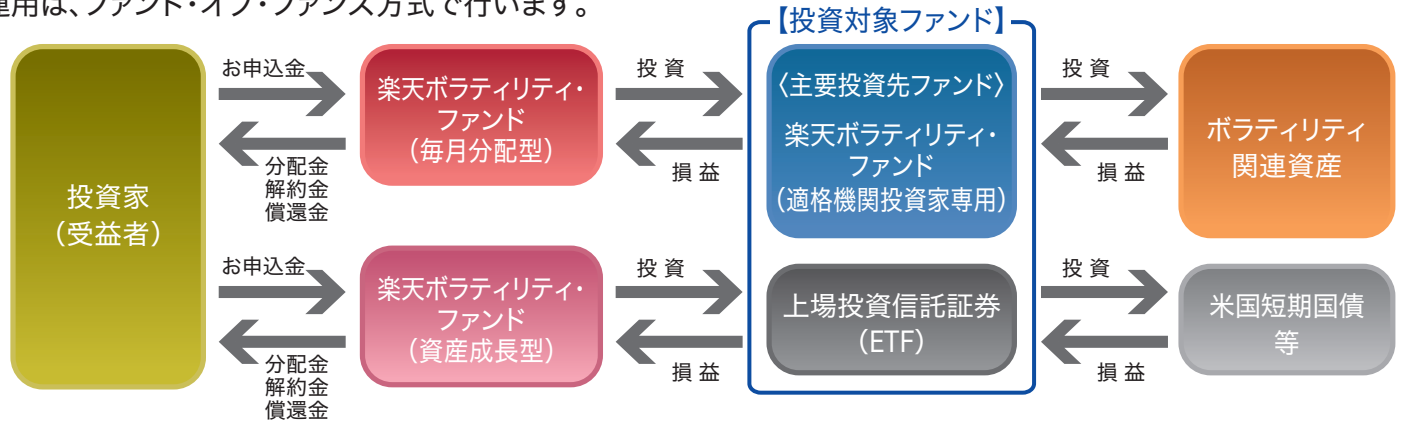 運用は、ファンド・オブ・ファンズ方式で行います。
【投資対象ファンド】
投資家
（受益者）
お申込金
分配金
解約金
償還金
楽天ボラティリティ・
ファンド
（毎月分配型）
投 資
損 益
〈主要投資先ファンド〉
楽天ボラティリティ・
ファンド
（適格機関投資家専用）
投 資
損 益
ボラティリティ
関連資産
お申込金
分配金
解約金
償還金
楽天ボラティリティ・
ファンド
（資産成長型）
投 資
損 益
上場投資信託証券
（ETF）
投 資
損 益
米国短期国債
等